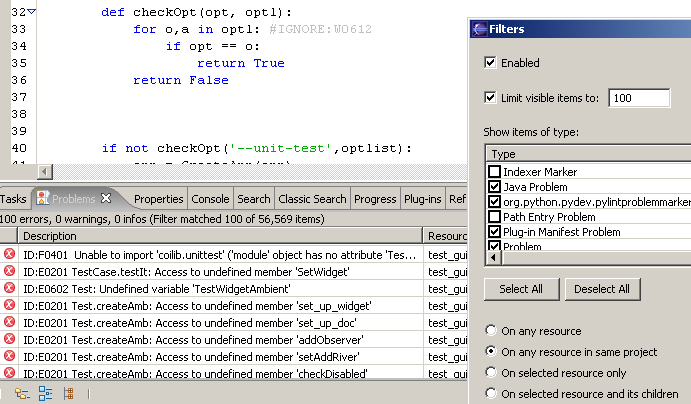 32 def checkOpt(opt, optl):
33 for o,a in optl: #IGNORE:W0612
34 if opt == o:
35 return True
36 return False
37
38
39
40 if not checkOpt('--unit-test',optlist):
Tasks Problems Properties Console Search Classic Search Progress Plug-ins Ref
100 errors, 0 warnings, 0 infos (Filter matched 100 of 56,569 items)
Description Resourc
ID:F0401 Unable to import 'coilib.unittest' ('module' object has no attribute 'Tes... test_gui
ID:E0201 TestCase.testIt: Access to undefined member 'SetWidget' test_gui
ID:E0602 Test: Undefined variable 'TestWidgetAmbient' test_gui
ID:E0201 Test.createAmb: Access to undefined member 'set_up_widget' test_gui
ID:E0201 Test.createAmb: Access to undefined member 'set_up_doc' test_gui
ID:E0201 Test.createAmb: Access to undefined member 'addObserver' test_gui
ID:E0201 Test.createAmb: Access to undefined member 'setAddRiver' test_gui
ID:E0201 Test.createAmb: Access to undefined member 'checkDisabled' test_gui
Filters
Enabled
Limit visible items to: 100
Show items of type:
Type
Indexer Marker
Java Problem
org.python.pydev.pylintproblemmarker
Path Entry Problem
Plug-in Manifest Problem
Problem
Select All Deselect All
On any resource
On any resource in same project
On selected resource only
On selected resource and its children